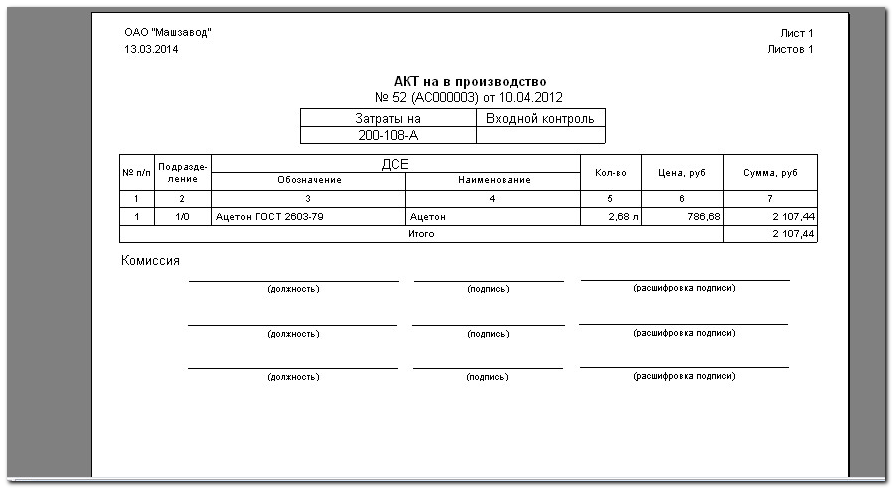 ОАО "Машзавод" Лист 1
13.03.2014 Листов 1
АКТ на в производство
№ 52 (АС000003) от 10.04.2012
Затраты на Входной контроль
200-108-А
№ п/п Подразде-ление ДСЕ Кол-во Цена, руб Сумма, руб
Обозначение Наименование
1 2 3 4 5 6 7
1 1/0 Ацетон ГОСТ 2603-79 Ацетон 2,68 л 786,68 2 107,44
Итого 2 107,44
Комиссия
(должность) (подпись) (расшифровка подписи)
(должность) (подпись) (расшифровка подписи)
(должность) (подпись) (расшифровка подписи)